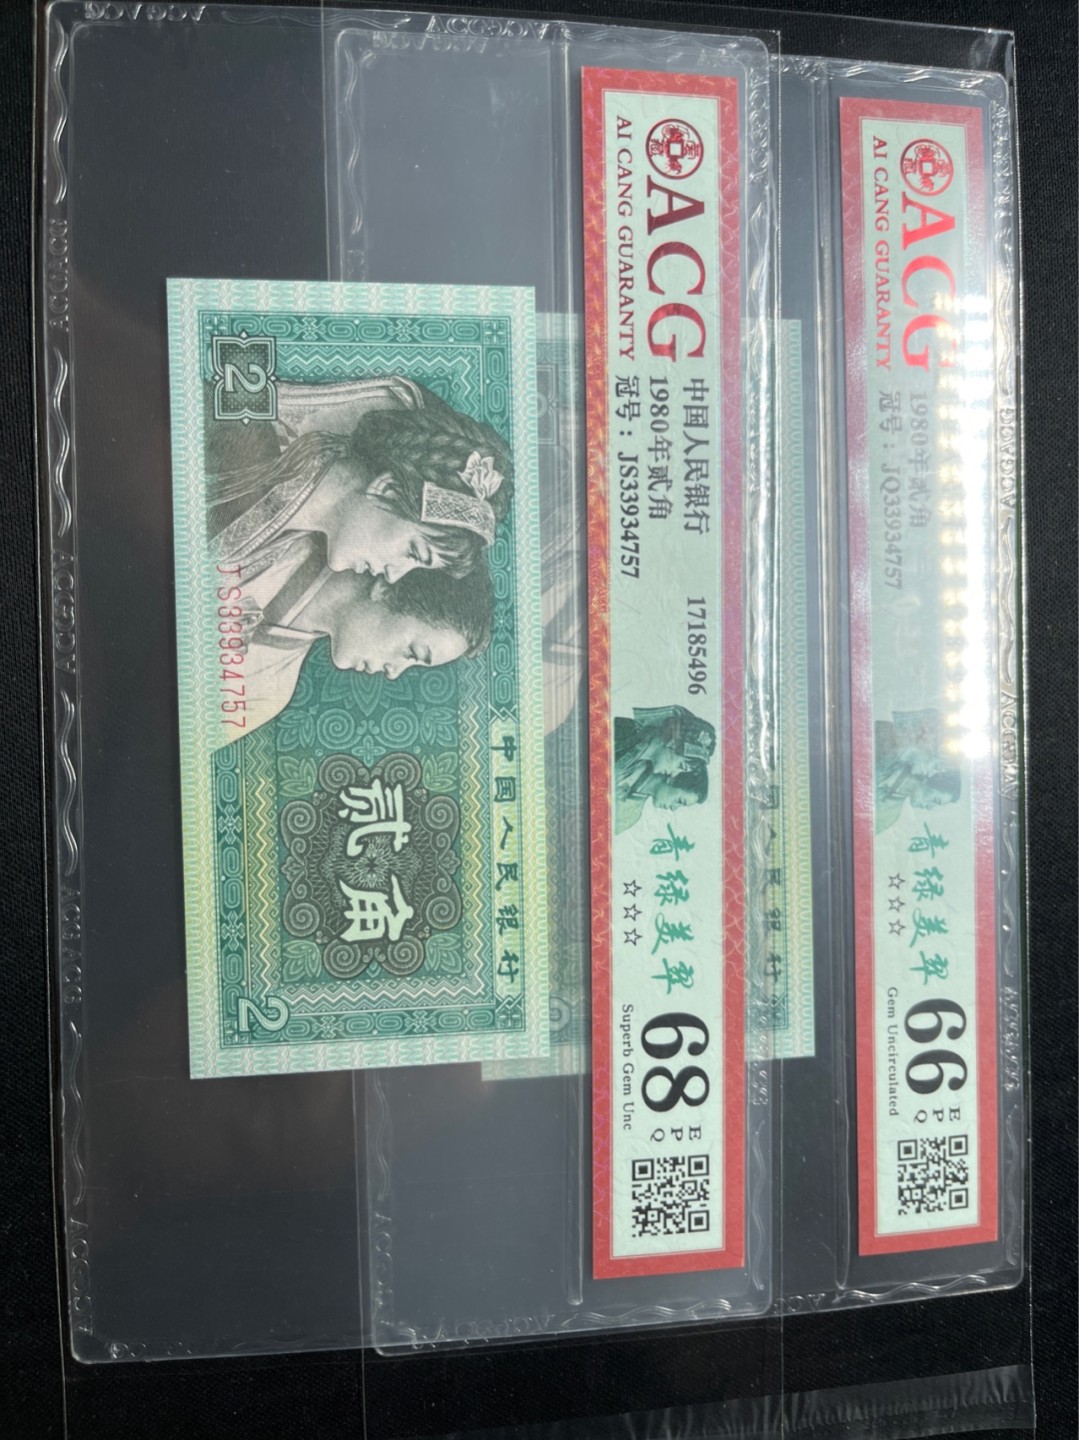 ACG
AI CANG GUARANTY
中国人民银行 17185496
1980年贰角
冠号：JS33934757
青绿美翠
☆☆☆
68
EPQ
Superb Gem Unc
2
JS33934757
中国人民银行
贰角
2
ACG
AI CANG GUARANTY
1980年贰角
冠号：JQ33934757
青绿美翠
☆☆☆
66
EPQ
Gem Uncirculated